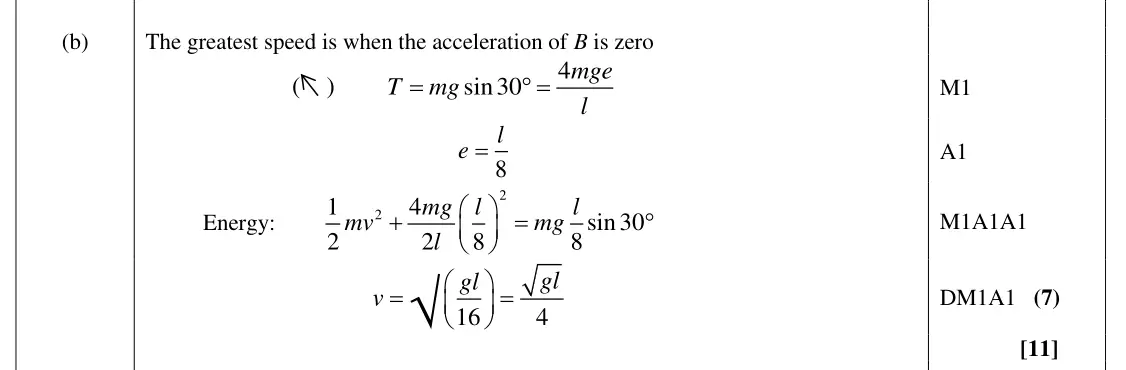 (b) The greatest speed is when the acceleration of B is zero
(↖) T = mg sin 30° = 4mge / l M1
e = l / 8 A1
Energy: 1/2 mv² + 4mg/2l (l/8)² = mg l/8 sin 30° M1A1A1
v = √(gl/16) = √gl / 4 DM1A1 (7)
[11]